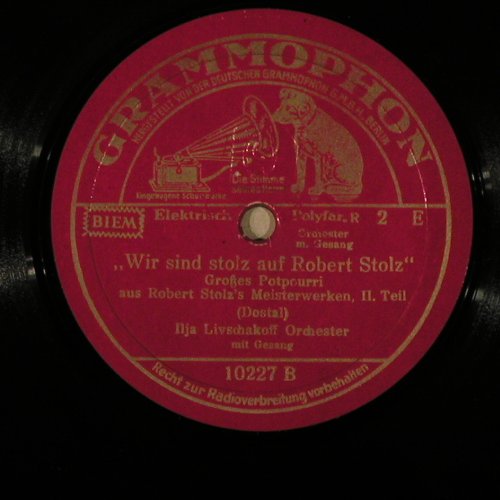 GRAMMOPHON
HERGESTELLT VON DER DEUTSCHEN GRAMMOPHON G.M.B.H. BERLIN
Die Stimme
seines Herrn
Eingetragene Schutzmarke
BIEM
Elektrisch Polyfar. R 2 E
Orchester
m. Gesang
„Wir sind stolz auf Robert Stolz“
Großes Potpourri
aus Robert Stolz's Meisterwerken, II. Teil
(Dostal)
Ilja Livschakoff Orchester
mit Gesang
10227 B
Recht zur Radioverbreitung vorbehalten